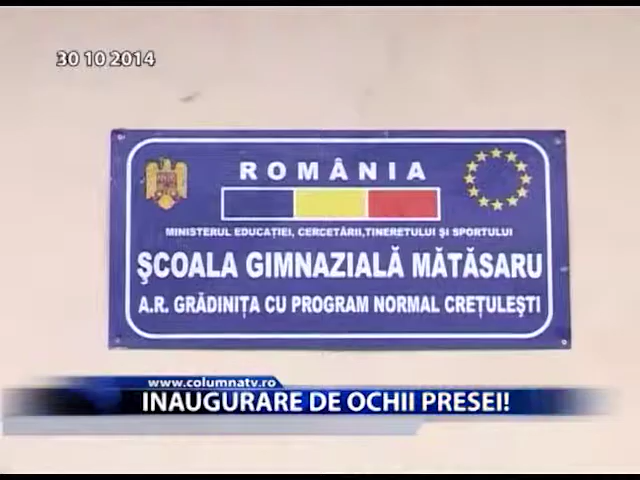 30 10 2014
ROMÂNIA
MINISTERUL EDUCAȚIEI, CERCETĂRII,TINERETULUI ȘI SPORTULUI
ȘCOALA GIMNAZIALĂ MĂTĂSARU
A.R. GRĂDINIȚA CU PROGRAM NORMAL CREȚULEȘTI
www.columnatv.ro
INAUGURARE DE OCHII PRESEI!